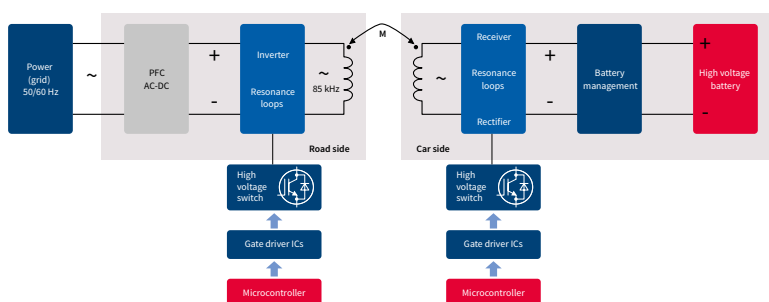 Power
(grid)
50/60 Hz
~
PFC
AC-DC
+
-
Inverter
Resonance
loops
~
85 kHz
M
~
Receiver
Resonance
loops
Rectifier
+
-
Battery
management
+
-
High voltage
battery
Road side
Car side
High
voltage
switch
High
voltage
switch
Gate driver ICs
Gate driver ICs
Microcontroller
Microcontroller